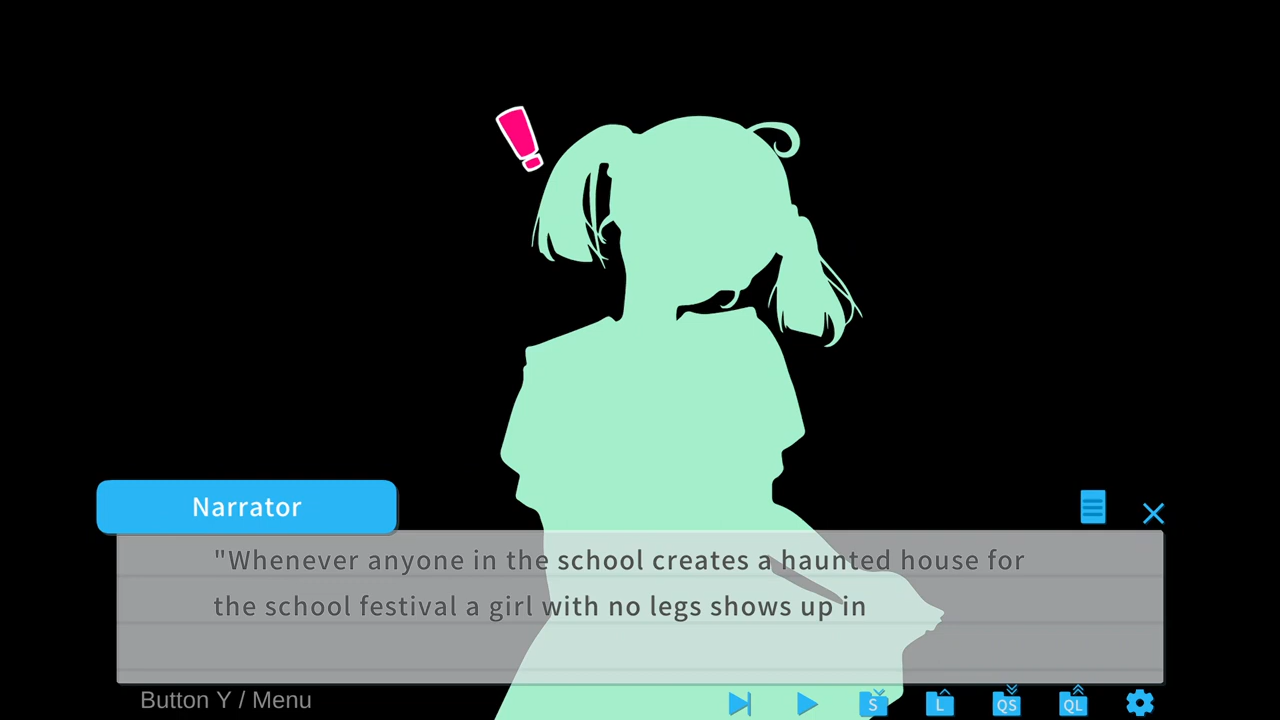 Narrator
"Whenever anyone in the school creates a haunted house for
the school festival a girl with no legs shows up in
Button Y / Menu
S L QS QL